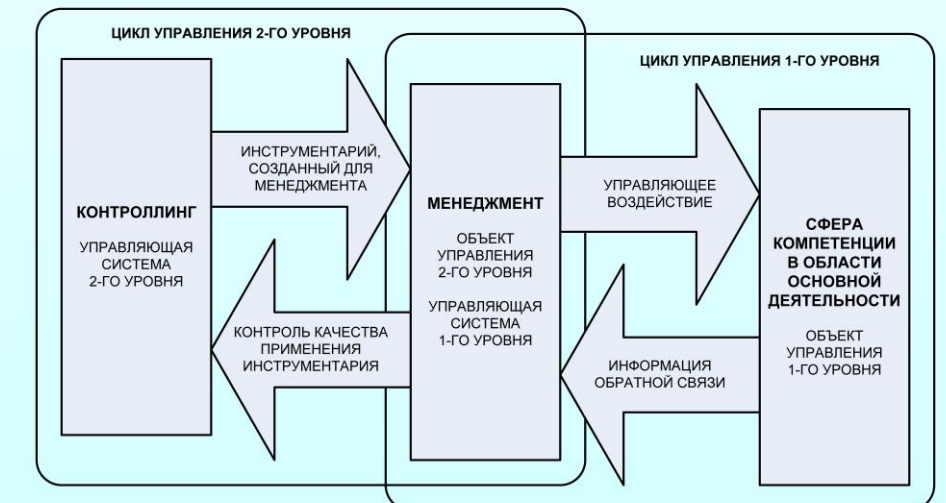 ЦИКЛ УПРАВЛЕНИЯ 2-ГО УРОВНЯ
ЦИКЛ УПРАВЛЕНИЯ 1-ГО УРОВНЯ
КОНТРОЛЛИНГ
УПРАВЛЯЮЩАЯ
СИСТЕМА
2-ГО УРОВНЯ
ИНСТРУМЕНТАРИЙ,
СОЗДАННЫЙ ДЛЯ
МЕНЕДЖМЕНТА
КОНТРОЛЬ КАЧЕСТВА
ПРИМЕНЕНИЯ
ИНСТРУМЕНТАРИЯ
МЕНЕДЖМЕНТ
ОБЪЕКТ
УПРАВЛЕНИЯ
2-ГО УРОВНЯ
УПРАВЛЯЮЩАЯ
СИСТЕМА
1-ГО УРОВНЯ
УПРАВЛЯЮЩЕЕ
ВОЗДЕЙСТВИЕ
ИНФОРМАЦИЯ
ОБРАТНОЙ СВЯЗИ
СФЕРА
КОМПЕТЕНЦИИ
В ОБЛАСТИ
ОСНОВНОЙ
ДЕЯТЕЛЬНОСТИ
ОБЪЕКТ
УПРАВЛЕНИЯ
1-ГО УРОВНЯ